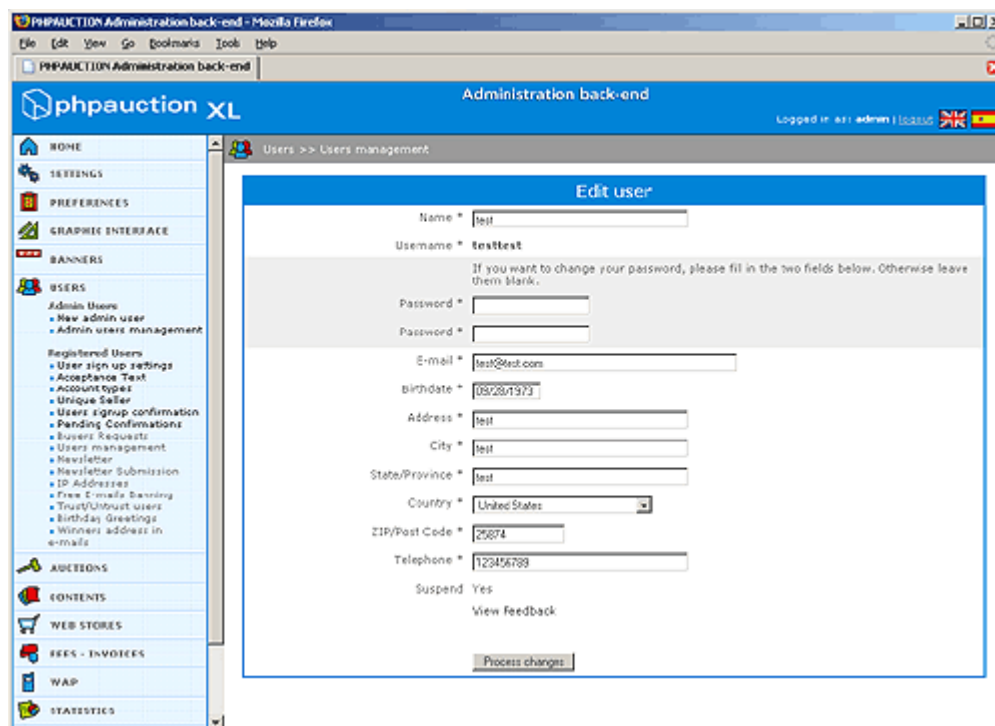 PHPAUCTION Administration back-end - Mozilla Firefox
File Edit View Go Bookmarks Tools Help
PHPAUCTION Administration back-end
phpauction XL
Administration back-end
Logged in as: admin | logout
HOME
SETTINGS
PREFERENCES
GRAPHIC INTERFACE
BANNERS
USERS
Admin Users
New admin user
Admin users management
Registered Users
User sign up settings
Acceptance Text
Account types
Unique Seller
Users signup confirmation
Pending Confirmations
Buyers Requests
Users management
Newsletter
Newsletter Submission
IP Addresses
Free E-mails Banning
Trust/Untrust users
Birthday Greetings
Winners address in
e-mails
AUCTIONS
CONTENTS
WEB STORES
FEES - INVOICES
WAP
STATISTICS
Users >> Users management
Edit user
Name * test
Username * testtest
If you want to change your password, please fill in the two fields below. Otherwise leave
them blank.
Password *
Password *
E-mail * test@test.com
Birthdate * 09/28/1973
Address * test
City * test
State/Province * test
Country * United States
ZIP/Post Code * 25874
Telephone * 123456789
Suspend Yes
View Feedback
Process changes